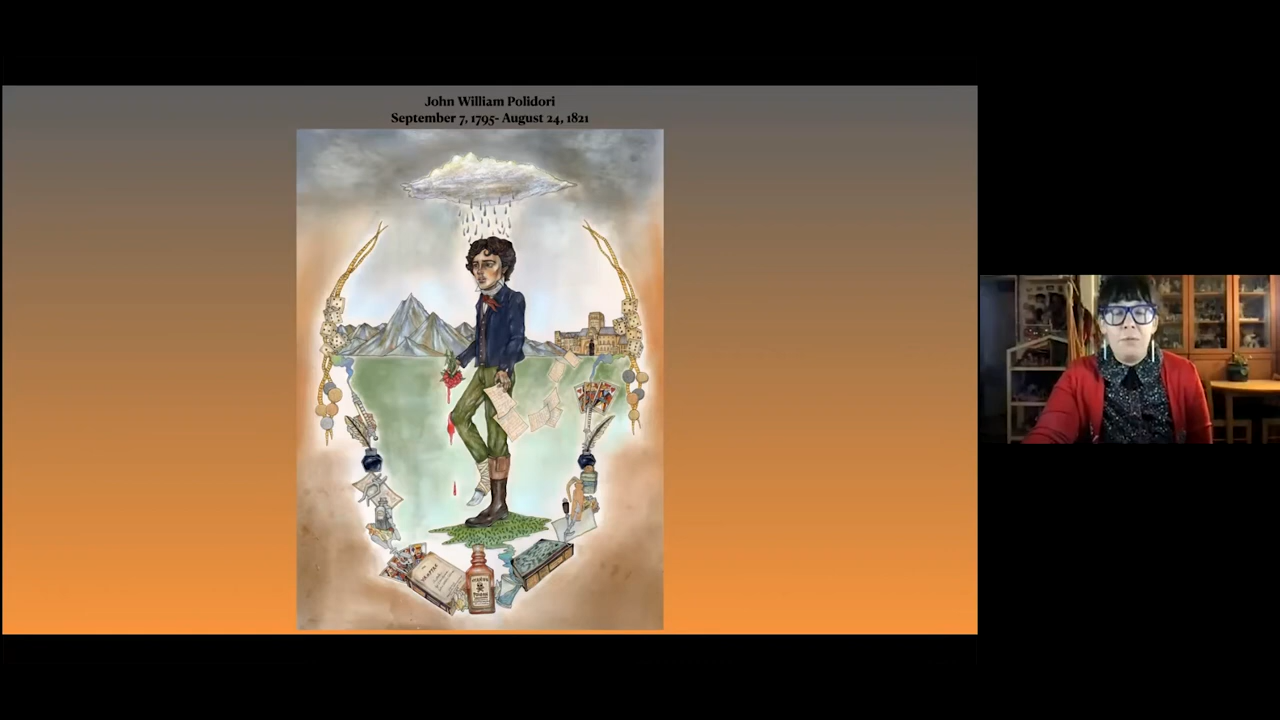 John William Polidori
September 7, 1795- August 24, 1821